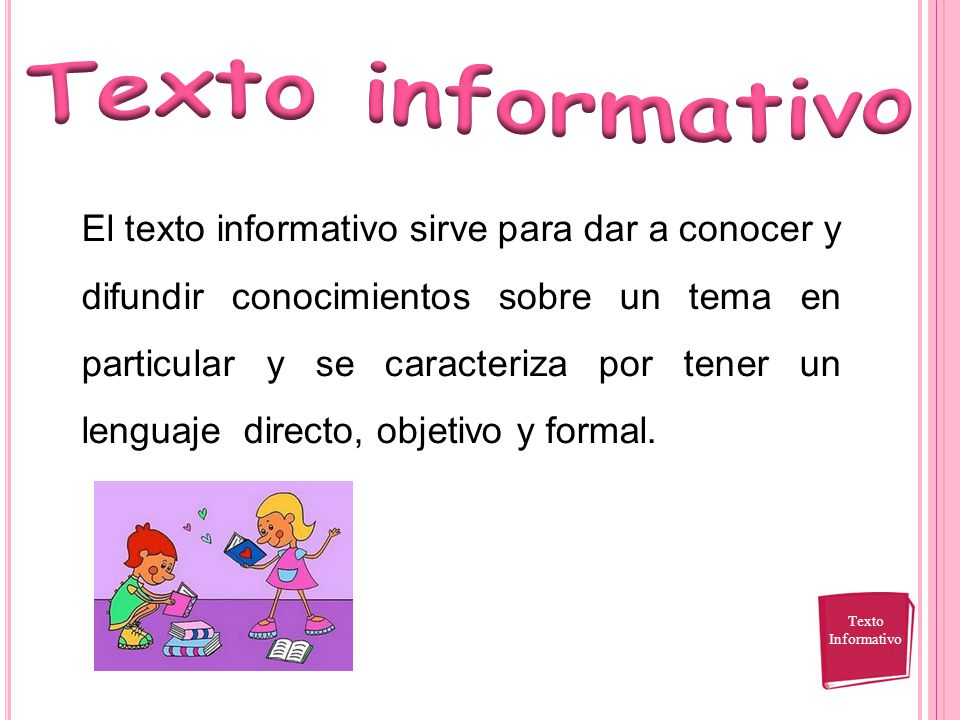 Texto informativo
El texto informativo sirve para dar a conocer y
difundir conocimientos sobre un tema en
particular y se caracteriza por tener un
lenguaje directo, objetivo y formal.
Texto
Informativo